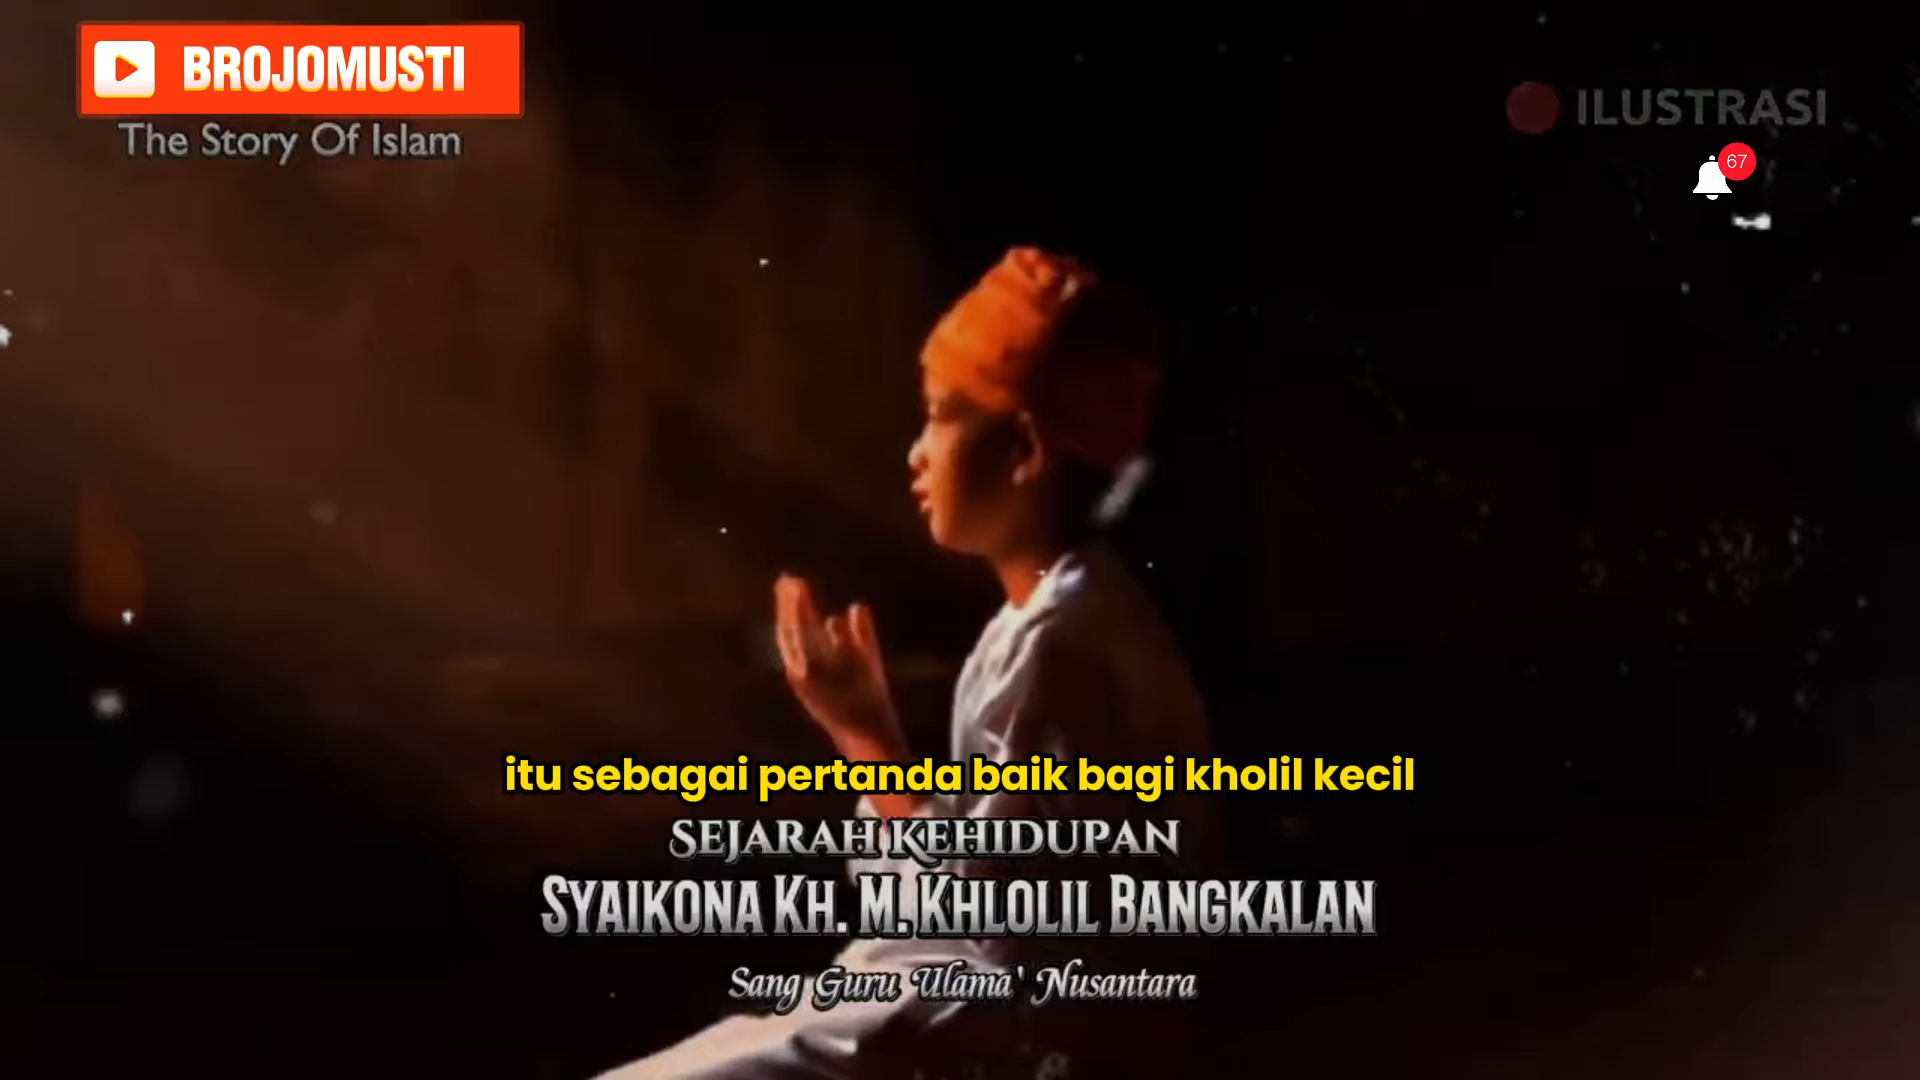 BROJOMUSTI
The Story Of Islam
ILUSTRASI
67
itu sebagai pertanda baik bagi kholil kecil
SEJARAH KEHIDUPAN
SYAIKONA KH. M. KHLOLIL BANGKALAN
Sang Guru Ulama' Nusantara